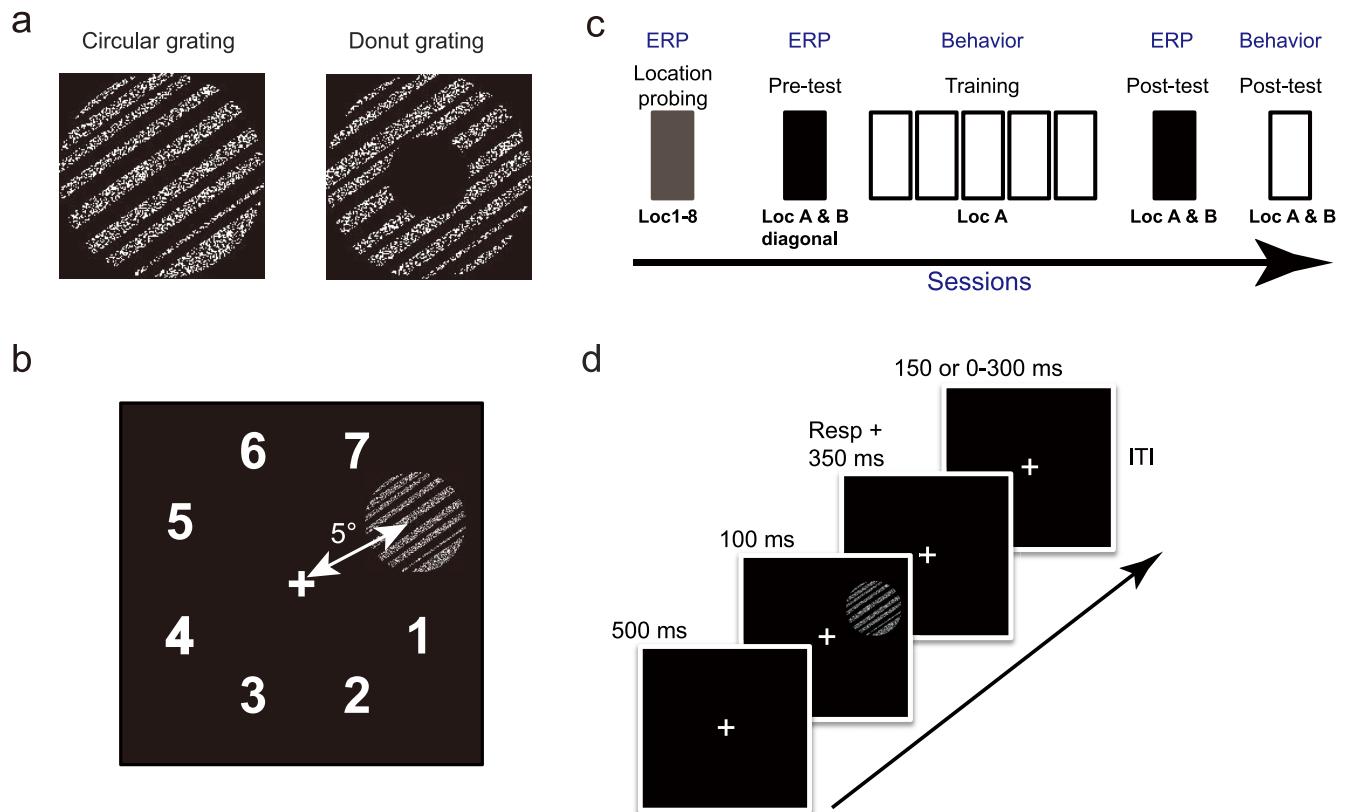 a
Circular grating
Donut grating
b
6
7
5
5°
4
1
3
2
c
ERP
ERP
Behavior
ERP
Behavior
Location
probing
Pre-test
Training
Post-test
Post-test
Loc1-8
Loc A & B
diagonal
Loc A
Loc A & B
Loc A & B
Sessions
d
150 or 0-300 ms
Resp +
350 ms
ITI
100 ms
500 ms